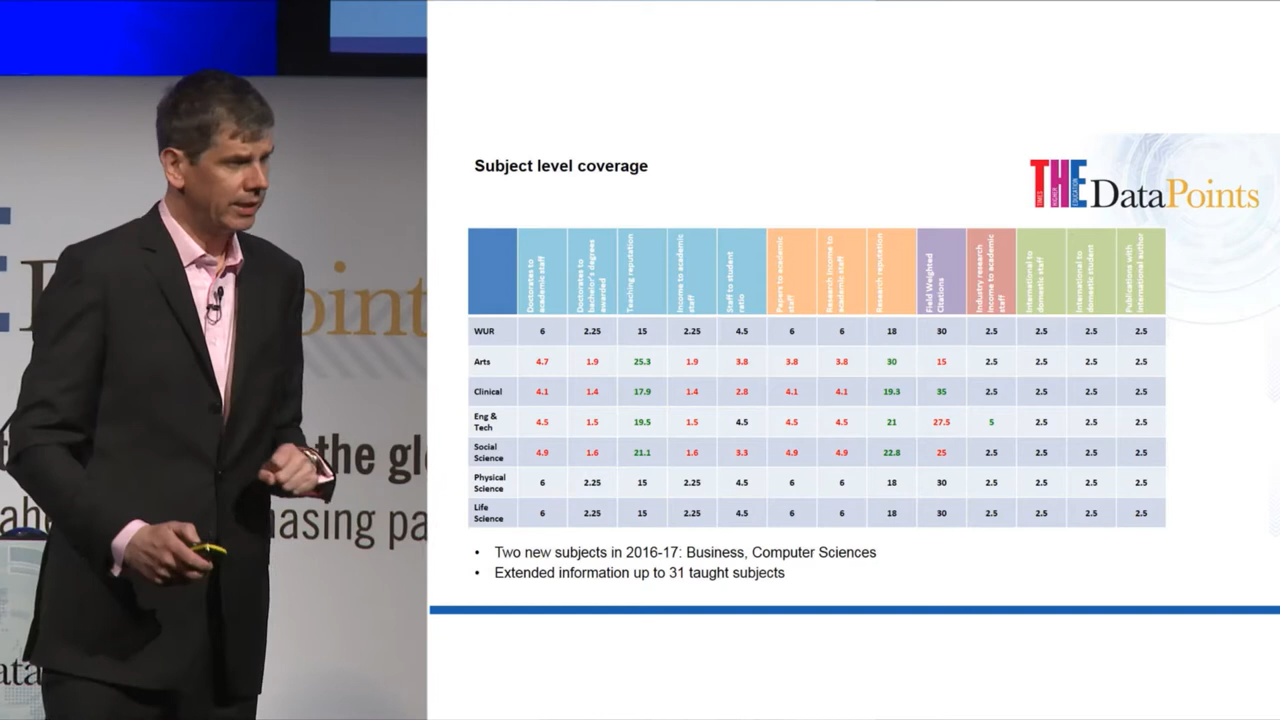 Subject level coverage
TIMES HIGHER EDUCATION
THE DataPoints
Doctorates to academic staff
Doctorates to bachelor's degrees awarded
Teaching reputation
Income to academic staff
Staff to student ratio
Papers to academic staff
Research income to academic staff
Research reputation
Field Weighted Citations
Industry research income to academic staff
International to domestic staff
International to domestic student
Publications with international author
WUR 6 2.25 15 2.25 4.5 6 6 18 30 2.5 2.5 2.5 2.5
Arts 4.7 1.9 25.3 1.9 3.8 3.8 3.8 30 15 2.5 2.5 2.5 2.5
Clinical 4.1 1.4 17.9 1.4 2.8 4.1 4.1 19.3 35 2.5 2.5 2.5 2.5
Eng & Tech 4.5 1.5 19.5 1.5 4.5 4.5 4.5 21 27.5 5 2.5 2.5 2.5
Social Science 4.9 1.6 21.1 1.6 3.3 4.9 4.9 22.8 25 2.5 2.5 2.5 2.5
Physical Science 6 2.25 15 2.25 4.5 6 6 18 30 2.5 2.5 2.5 2.5
Life Science 6 2.25 15 2.25 4.5 6 6 18 30 2.5 2.5 2.5 2.5
• Two new subjects in 2016-17: Business, Computer Sciences
• Extended information up to 31 taught subjects
E D oint
the gl
ah hasing pa
ata